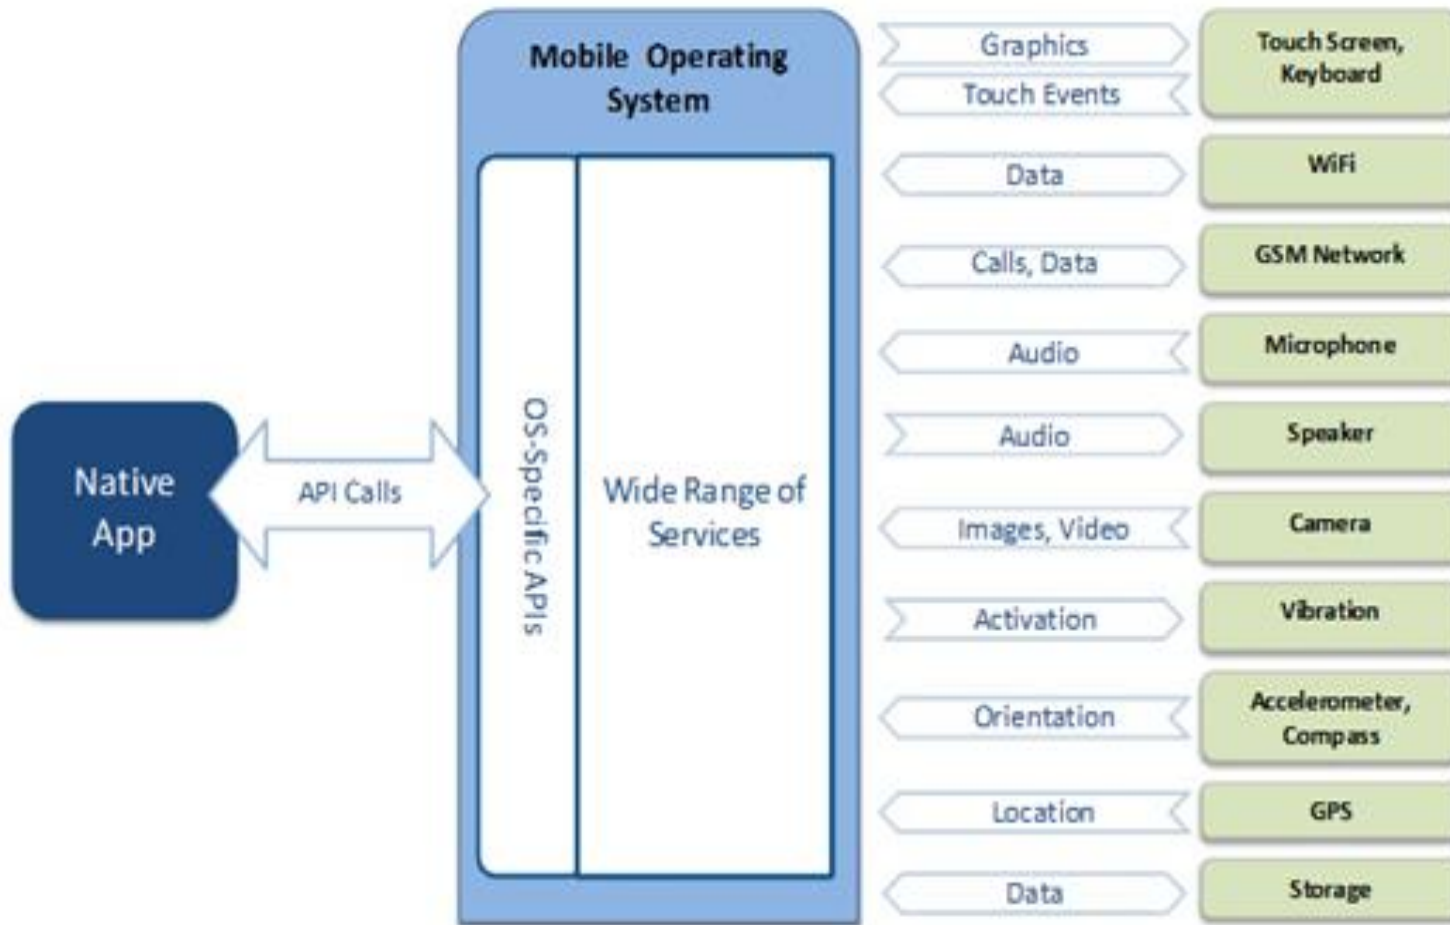 Mobile Operating
System
Graphics
Touch Screen,
Keyboard
Touch Events
Data
WiFi
Calls, Data
GSM Network
Audio
Microphone
Audio
Speaker
Native
App
API Calls
OS-Specific APIs
Wide Range of
Services
Images, Video
Camera
Activation
Vibration
Orientation
Accelerometer,
Compass
Location
GPS
Data
Storage